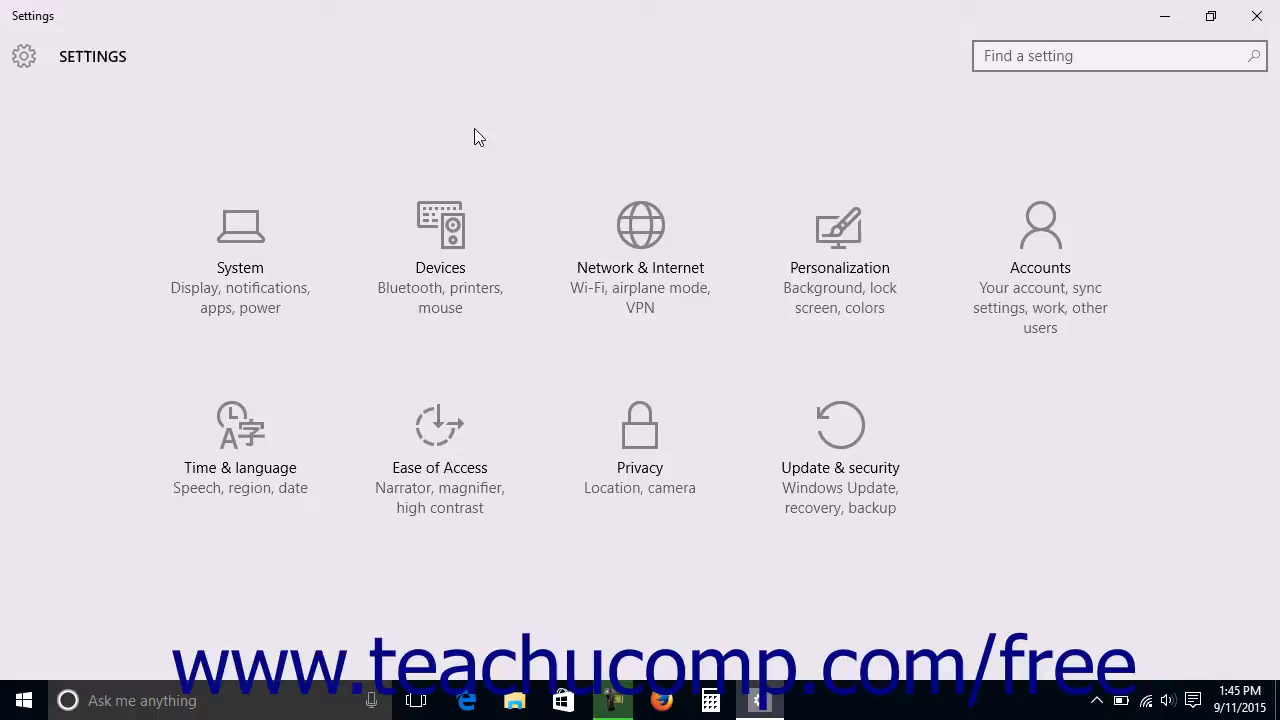 Settings
SETTINGS
Find a setting
System
Display, notifications,
apps, power
Devices
Bluetooth, printers,
mouse
Network & Internet
Wi-Fi, airplane mode,
VPN
Personalization
Background, lock
screen, colors
Accounts
Your account, sync
settings, work, other
users
Time & language
Speech, region, date
Ease of Access
Narrator, magnifier,
high contrast
Privacy
Location, camera
Update & security
Windows Update,
recovery, backup
www.teachucomp.com/free
Ask me anything
1:45 PM
9/11/2015